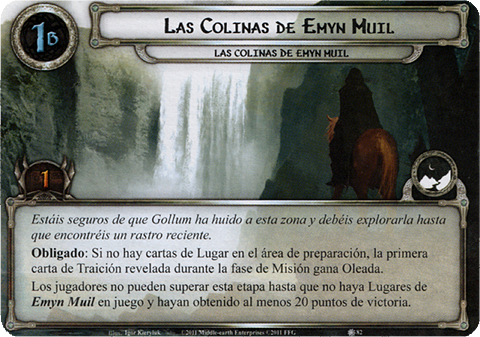 1B
LAS COLINAS DE EMYN MUIL
LAS COLINAS DE EMYN MUIL
1
Estáis seguros de que Gollum ha huido a esta zona y debéis explorarla hasta
que encontréis un rastro reciente.
Obligado: Si no hay cartas de Lugar en el área de preparación, la primera
carta de Traición revelada durante la fase de Misión gana Oleada.
Los jugadores no pueden superar esta etapa hasta que no haya Lugares de
Emyn Muil en juego y hayan obtenido al menos 20 puntos de victoria.
Illus. Igor Kieryluk ©2011 Middle-earth Enterprises ©2011 FFG 82